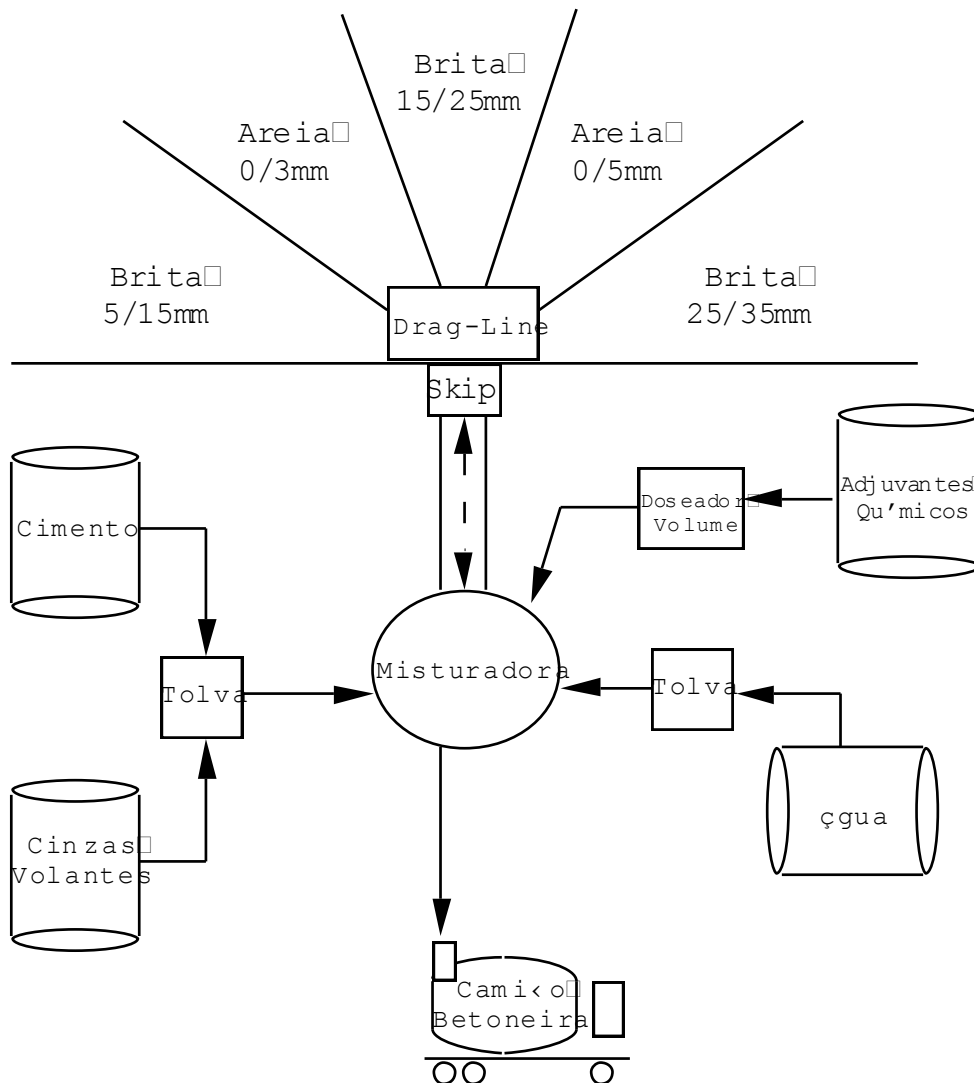 Brita
15/25mm
Areia
0/3mm
Areia
0/5mm
Brita
5/15mm
Brita
25/35mm
Drag-Line
Skip
Cimento
Doseador
Volume
Adjuvantes
Qu’micos
Misturadora
Tolva
Tolva
Cinzas
Volantes
çgua
Cami‹o
Betoneira